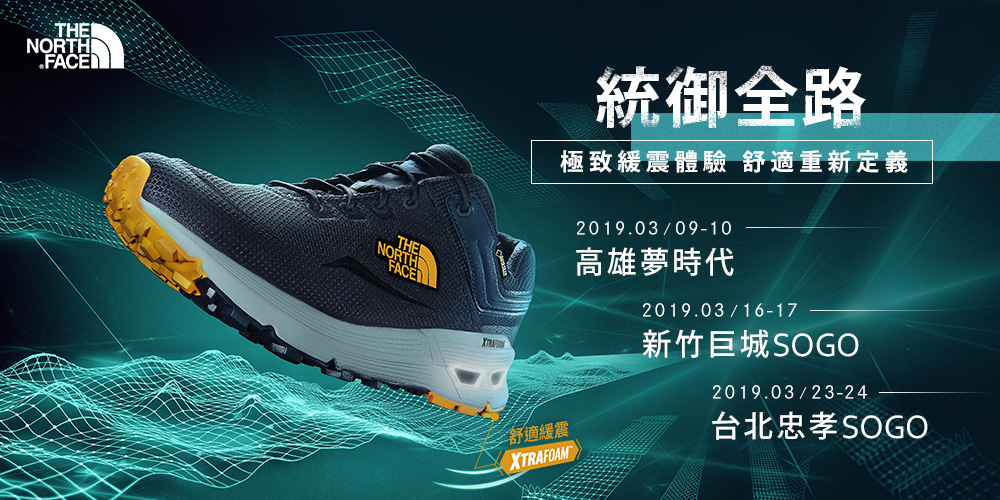 THE
NORTH
FACE
統御全路
極致緩震體驗 舒適重新定義
2019.03/09-10
高雄夢時代
2019.03/16-17
新竹巨城SOGO
2019.03/23-24
台北忠孝SOGO
THE
NORTH
FACE
XTRAFOAM
舒適緩震
XTRAFOAM™